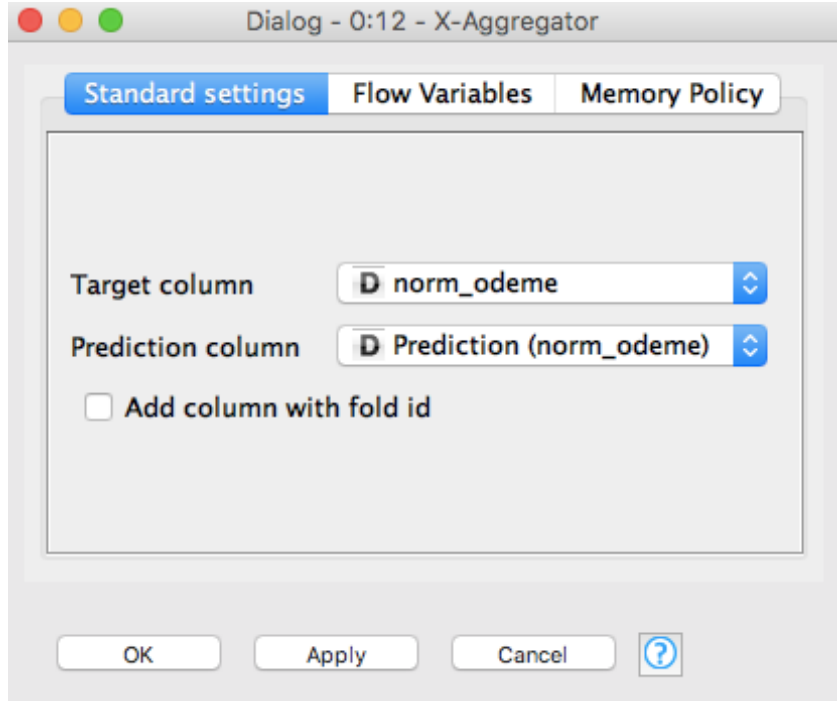 Dialog - 0:12 - X-Aggregator
Standard settings Flow Variables Memory Policy
Target column D norm_odeme
Prediction column D Prediction (norm_odeme)
Add column with fold id
OK Apply Cancel ?